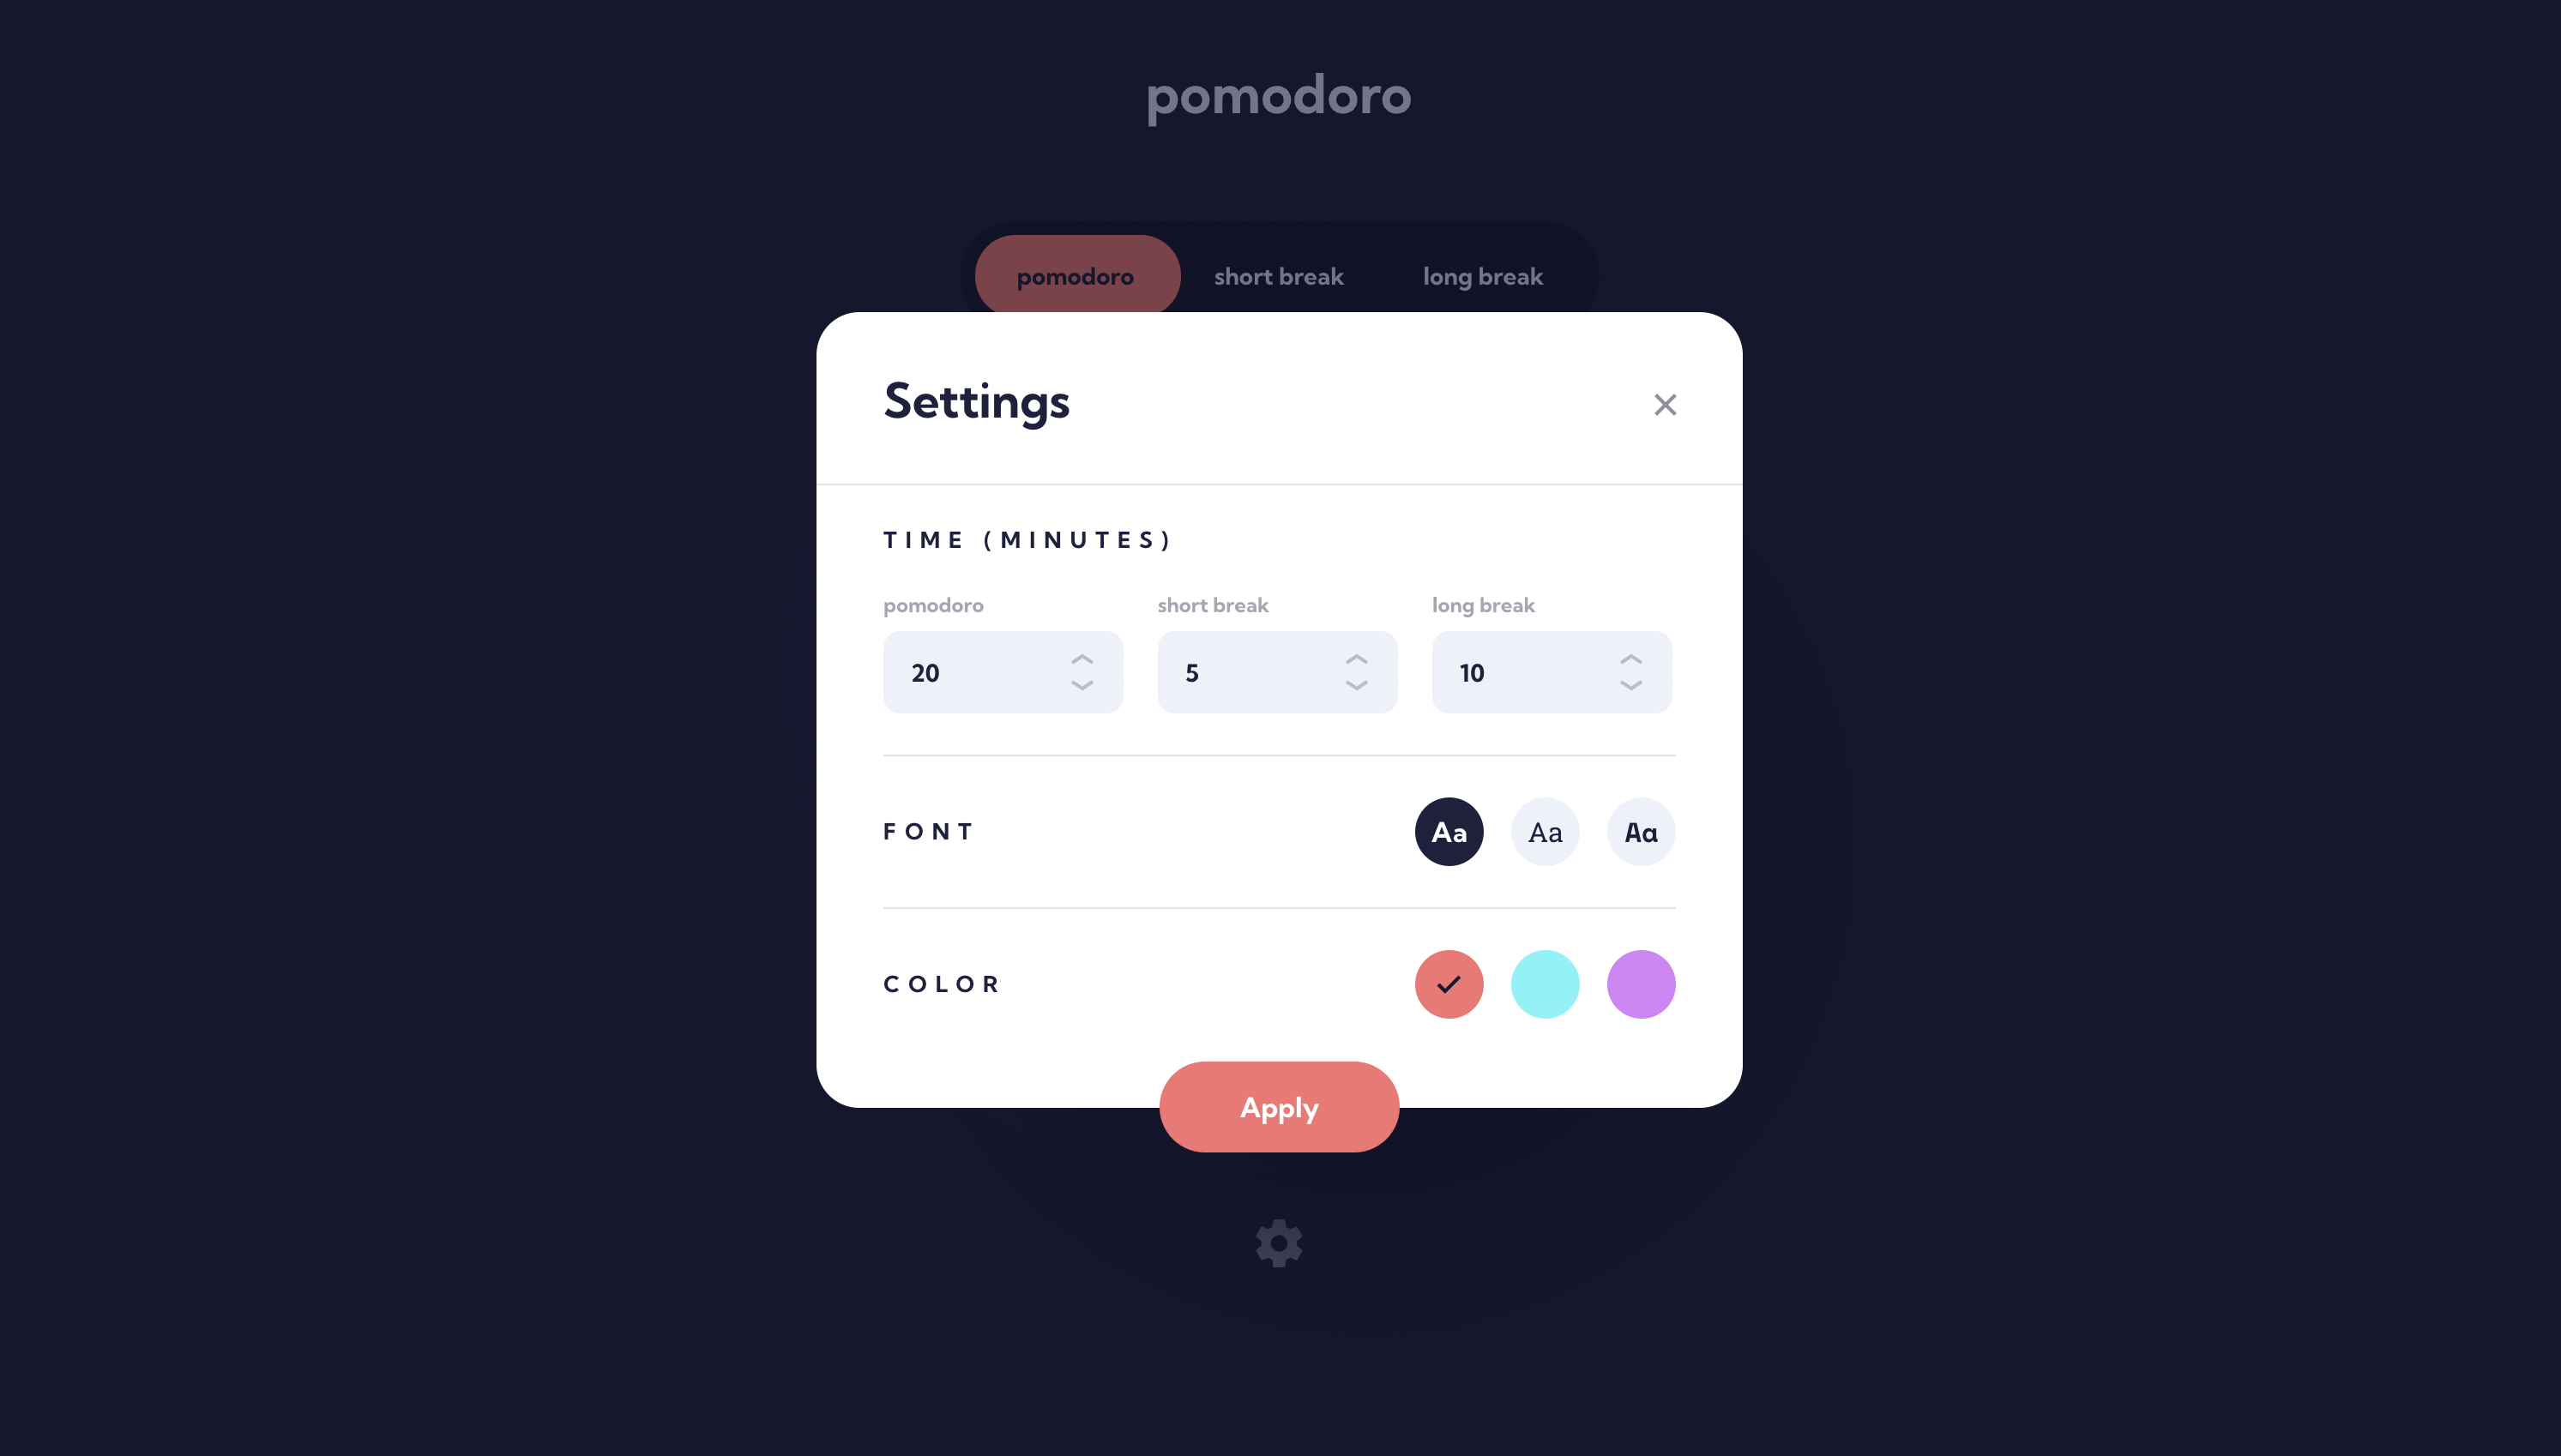 pomodoro
pomodoro short break long break
Settings
TIME (MINUTES)
pomodoro short break long break
20 5 10
FONT Aa Aa Aa
COLOR
Apply